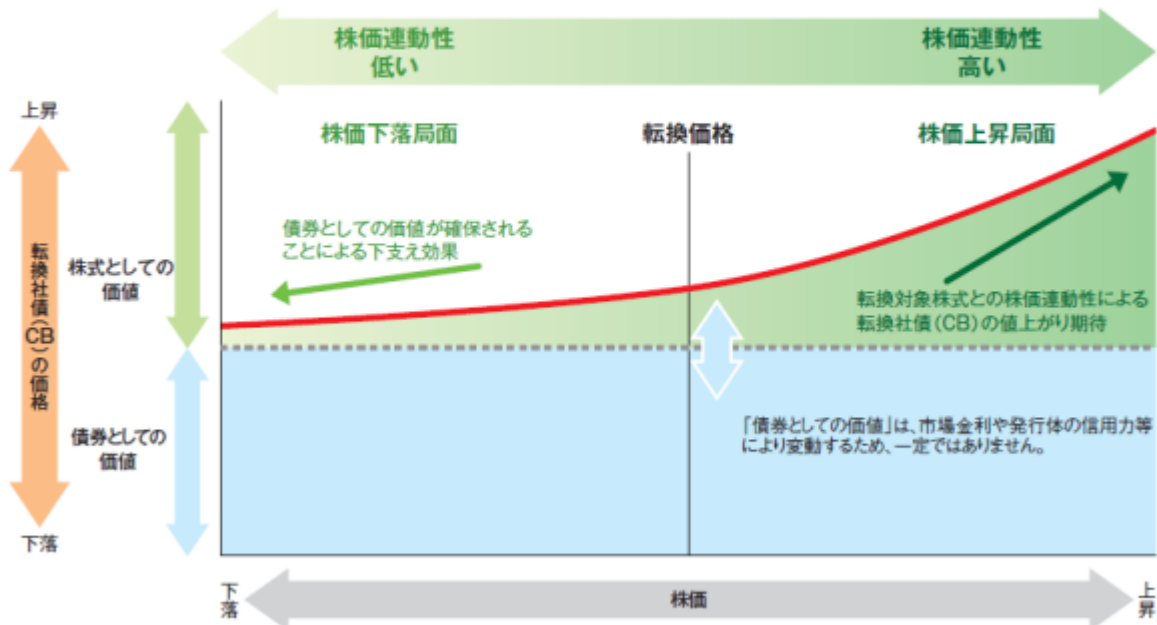 株価連動性
低い
株価連動性
高い
上昇
株価下落局面
転換価格
株価上昇局面
債券としての価値が確保される
ことによる下支え効果
転換社債(CB)の価格
株式としての
価値
転換対象株式との株価連動性による
転換社債(CB)の値上がり期待
債券としての
価値
「債券としての価値」は、市場金利や発行体の信用力等
により変動するため、一定ではありません。
下落
下落
株価
上昇